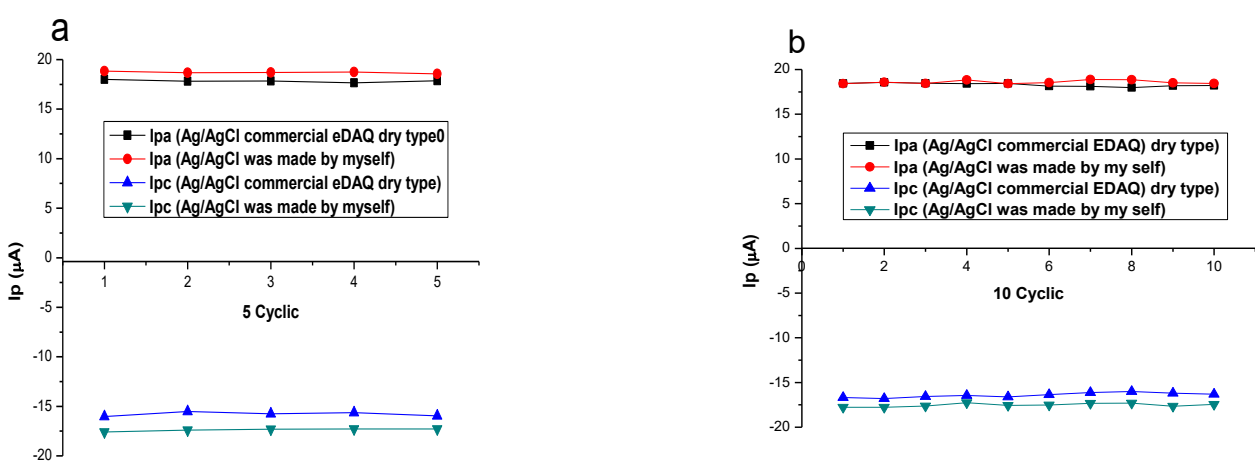 a
20
15
10
5
0
-5
-10
-15
-20
Ip (µA)
Ipa (Ag/AgCl commercial eDAQ dry type0
Ipa (Ag/AgCl was made by myself)
Ipc (Ag/AgCl commercial eDAQ dry type)
Ipc (Ag/AgCl was made by myself)
1 2 3 4 5
5 Cyclic
b
20
15
10
5
0
-5
-10
-15
-20
Ip (µA)
Ipa (Ag/AgCl commercial EDAQ) dry type)
Ipa (Ag/AgCl was made by my self)
Ipc (Ag/AgCl commercial EDAQ) dry type)
Ipc (Ag/AgCl was made by my self)
0 2 4 6 8 10
10 Cyclic